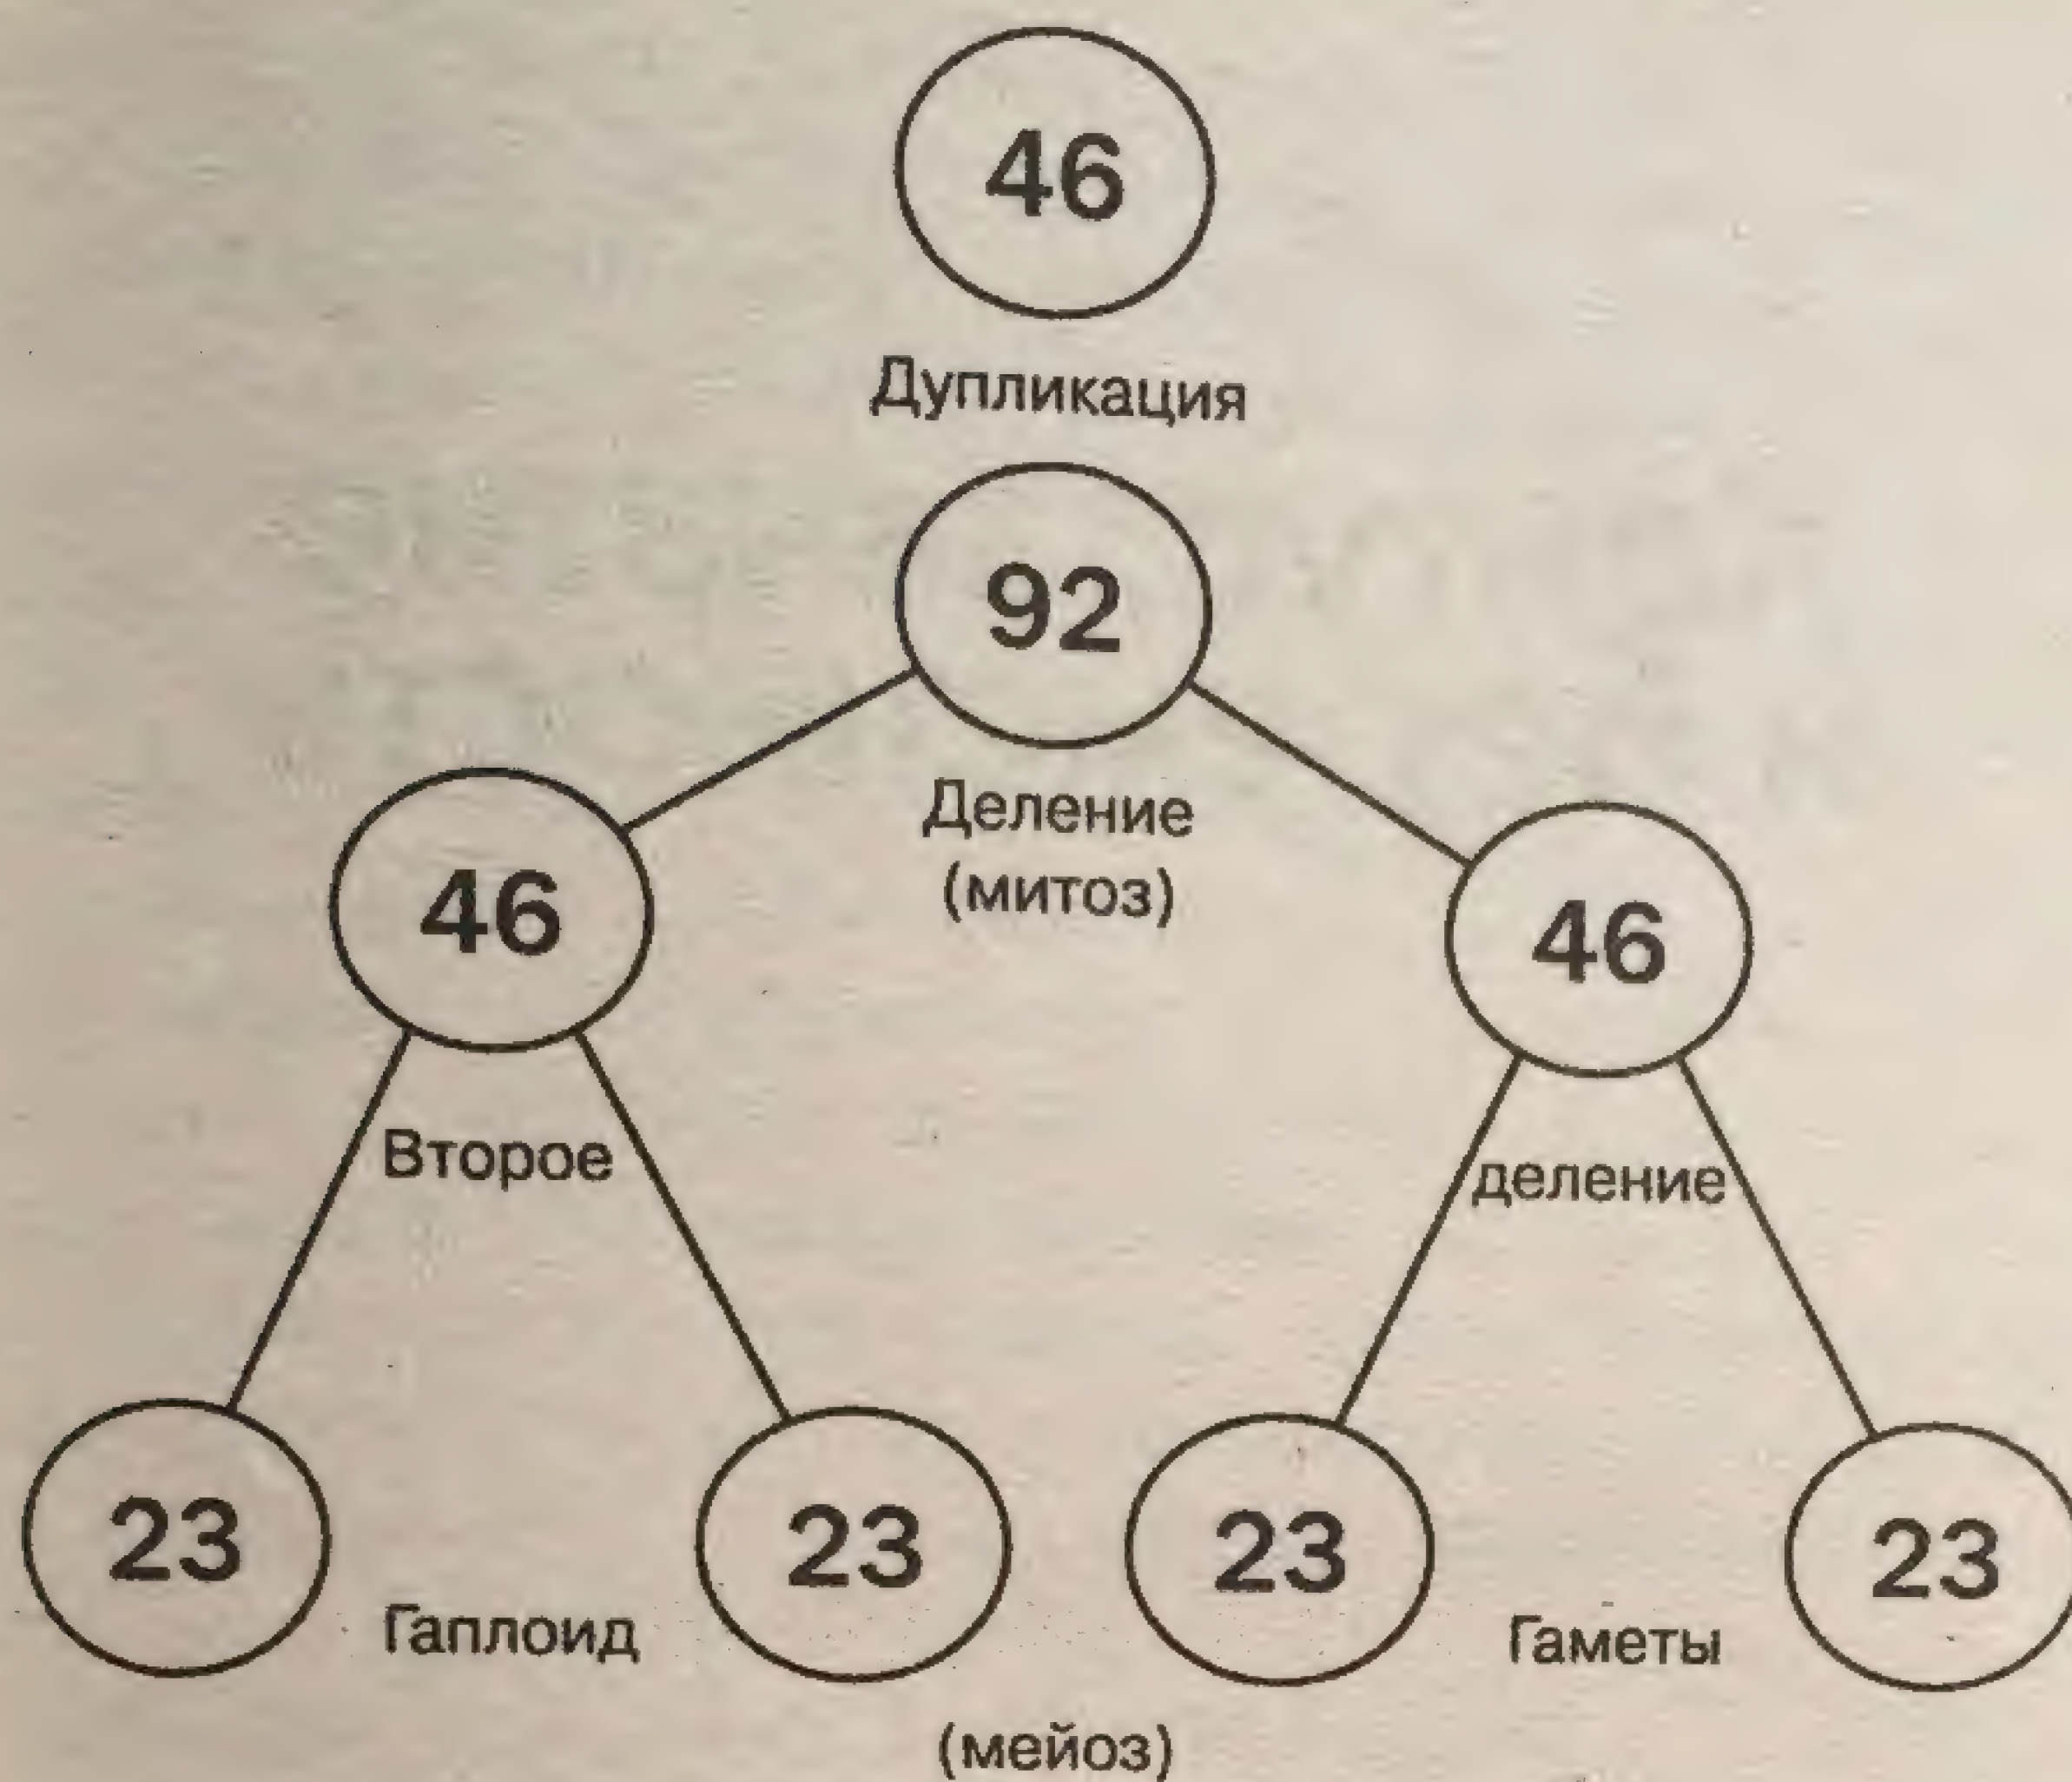 46
Дупликация
92
Деление
(митоз)
46 46
Второе деление
23 23 23 23
Гаплоид Гаметы
(мейоз)